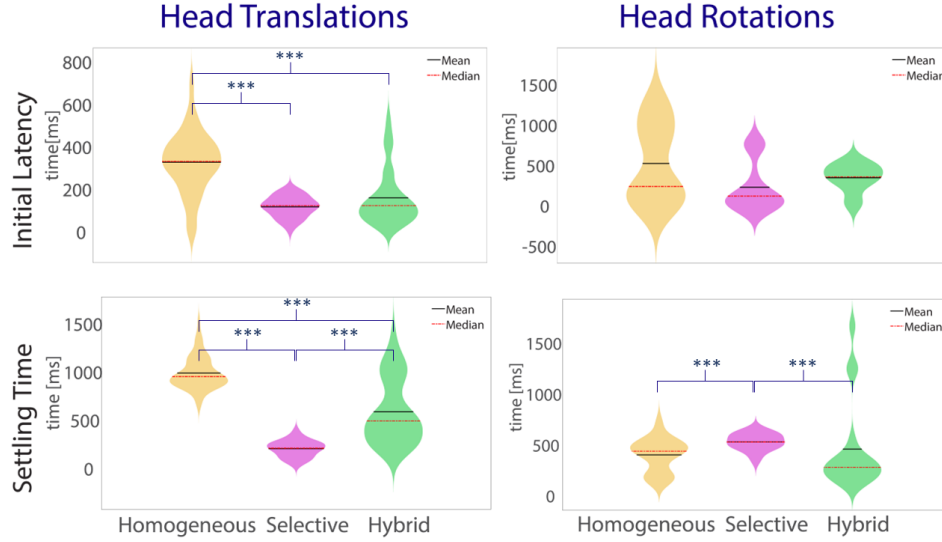 Head Translations
Head Rotations
Initial Latency
time[ms]
800
600
400
200
0
***
***
Mean
Median
time[ms]
1500
1000
500
0
-500
Mean
Median
Settling Time
time [ms]
1500
1000
500
0
***
***
***
Mean
Median
time [ms]
1500
1000
500
0
***
***
Mean
Median
Homogeneous Selective Hybrid
Homogeneous Selective Hybrid